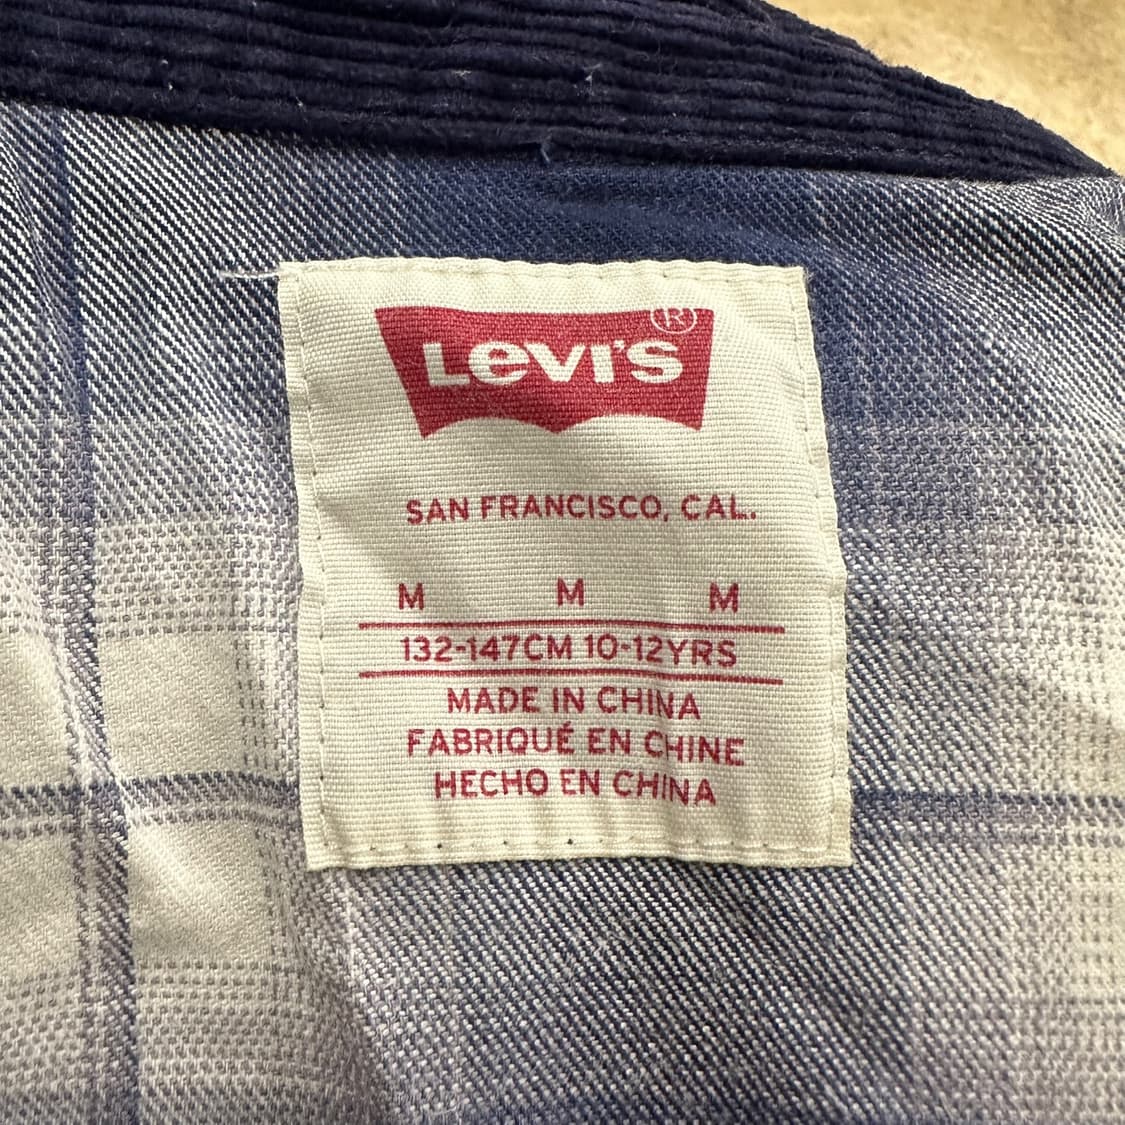 Levi's ®
SAN FRANCISCO, CAL.
M M M
132-147CM 10-12YRS
MADE IN CHINA
FABRIQUÉ EN CHINE
HECHO EN CHINA